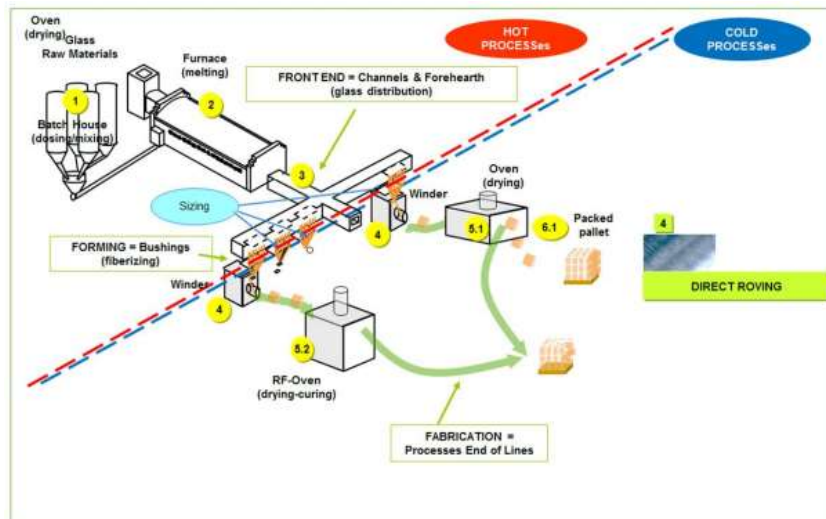 Oven
(drying)
Glass
Raw Materials
1
Batch House
(dosing/mixing)
Furnace
(melting)
2
FRONT END = Channels & Forehearth
(glass distribution)
HOT
PROCESSes
COLD
PROCESSes
3
Sizing
FORMING = Bushings
(fiberizing)
Winder
4
Winder
4
Oven
(drying)
5.1
6.1
Packed
pallet
4
DIRECT ROVING
5.2
RF-Oven
(drying-curing)
FABRICATION =
Processes End of Lines